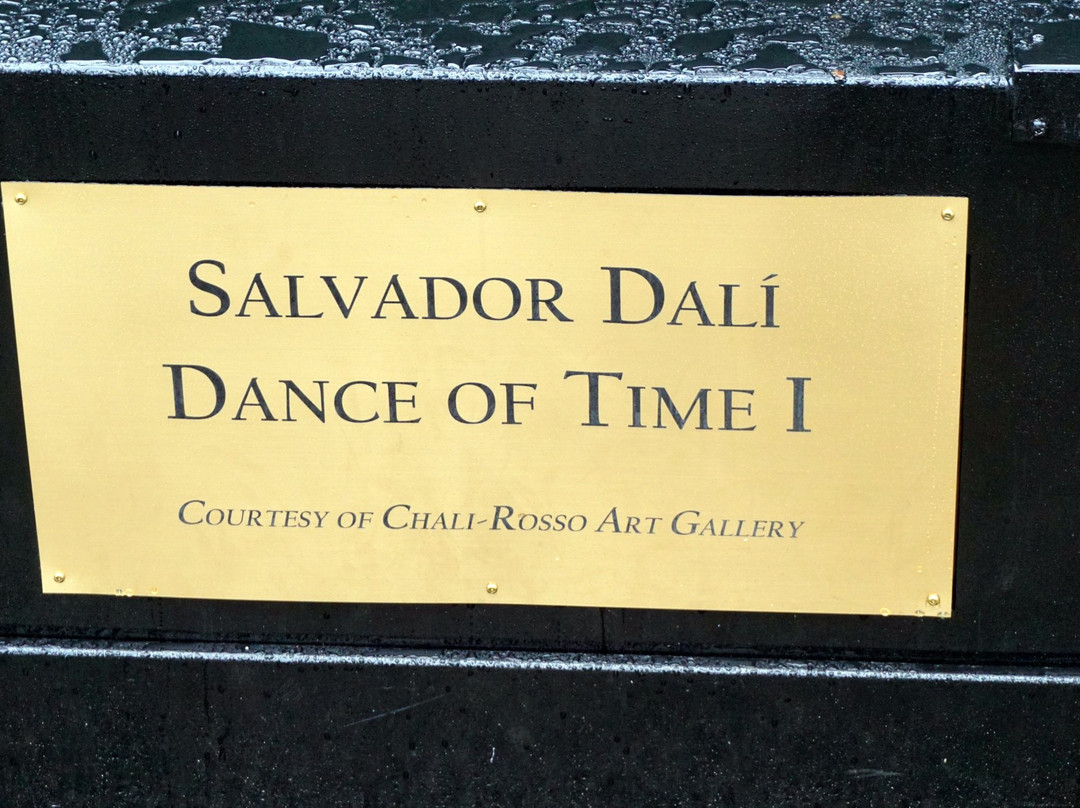 Salvador Dalí
Dance of Time I
Courtesy of Chali-Rosso Art Gallery